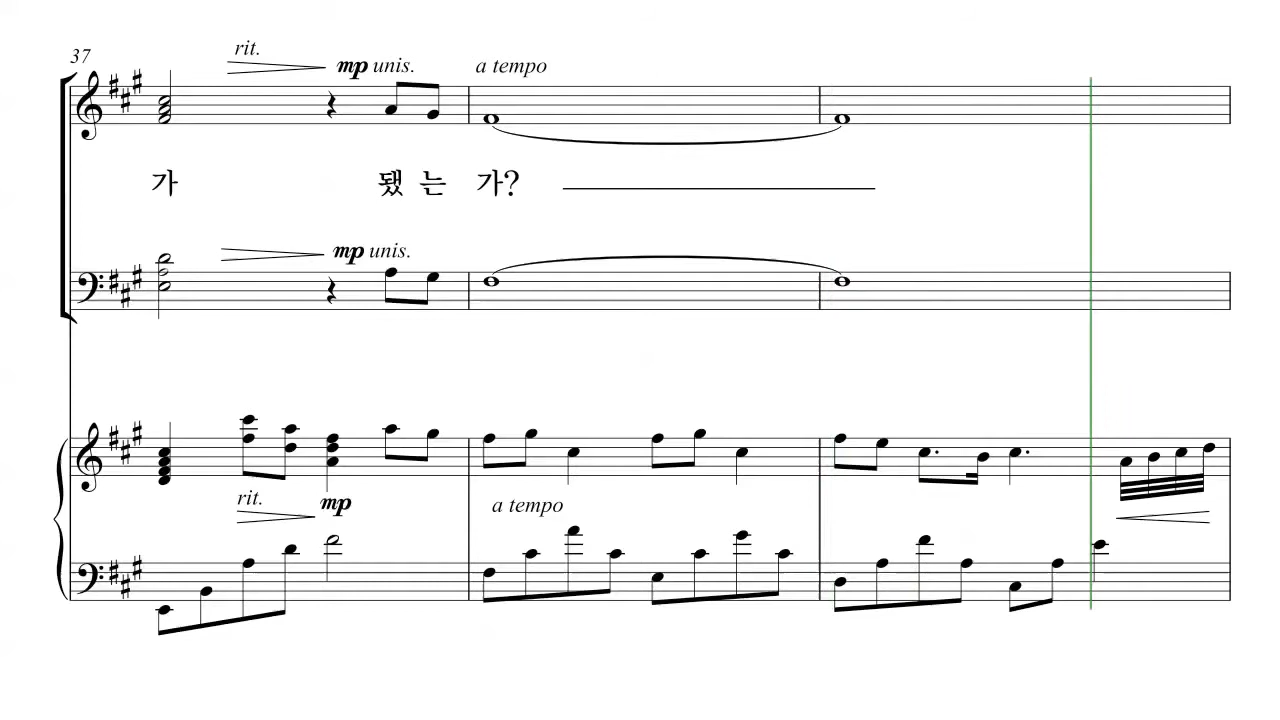 37
rit.
mp unis.
a tempo
가 됐 는 가?
mp unis.
rit.
mp
a tempo